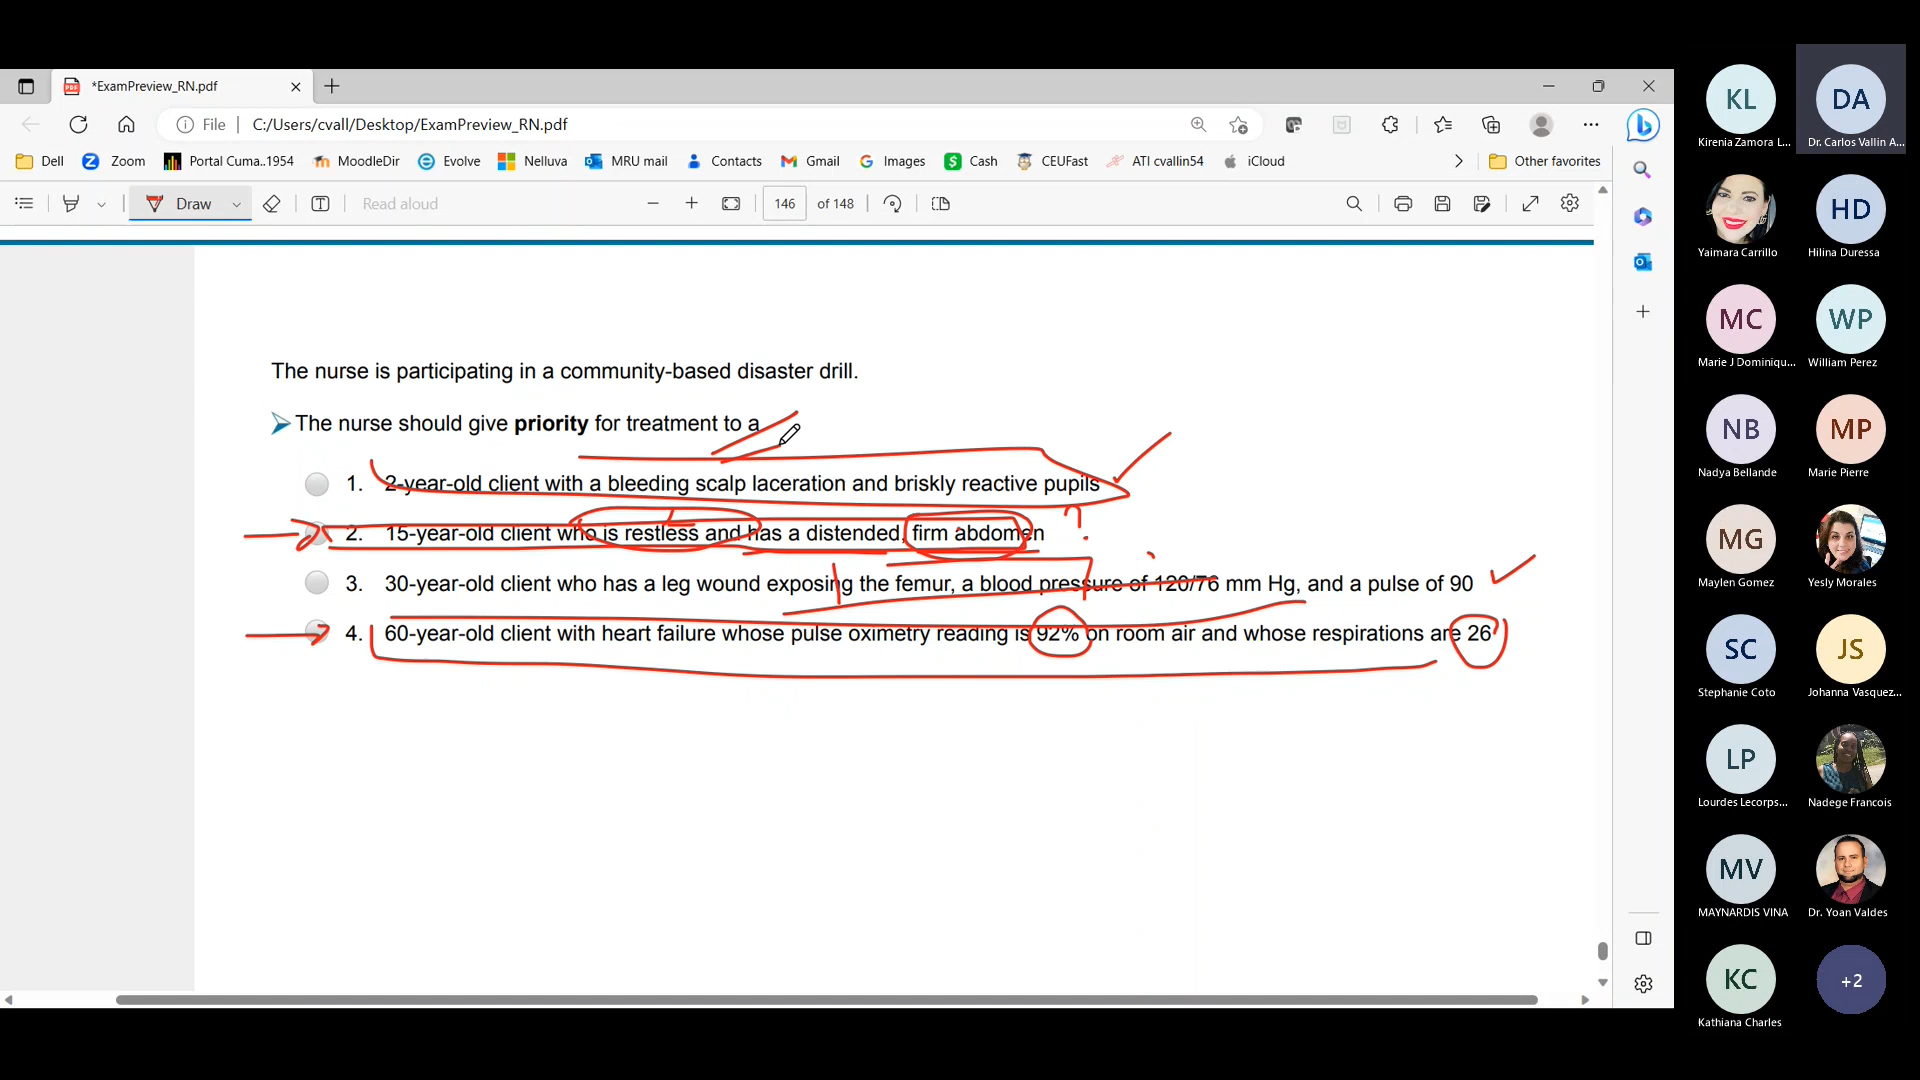 *ExamPreview_RN.pdf
File
C:/Users/cvall/Desktop/ExamPreview_RN.pdf
Dell Zoom Portal Cuma..1954 MoodleDir Evolve Nelluva MRU mail Contacts Gmail Images Cash CEUFast ATI cvallin54 iCloud Other favorites
Draw Read aloud 146 of 148
The nurse is participating in a community-based disaster drill.
The nurse should give priority for treatment to a
1. 2-year-old client with a bleeding scalp laceration and briskly reactive pupils
2. 15-year-old client who is restless and has a distended, firm abdomen
3. 30-year-old client who has a leg wound exposing the femur, a blood pressure of 120/76 mm Hg, and a pulse of 90
4. 60-year-old client with heart failure whose pulse oximetry reading is 92% on room air and whose respirations are 26
KL DA
Kirenia Zamora L... Dr. Carlos Vallin A...
HD
Yaimara Carrillo Hilina Duressa
MC WP
Marie J Dominiqu... William Perez
NB MP
Nadya Bellande Marie Pierre
MG
Maylen Gomez Yesly Morales
SC JS
Stephanie Coto Johanna Vasquez...
LP
Lourdes Lecorps... Nadege Francois
MV
MAYNARDIS VINA Dr. Yoan Valdes
KC +2
Kathiana Charles